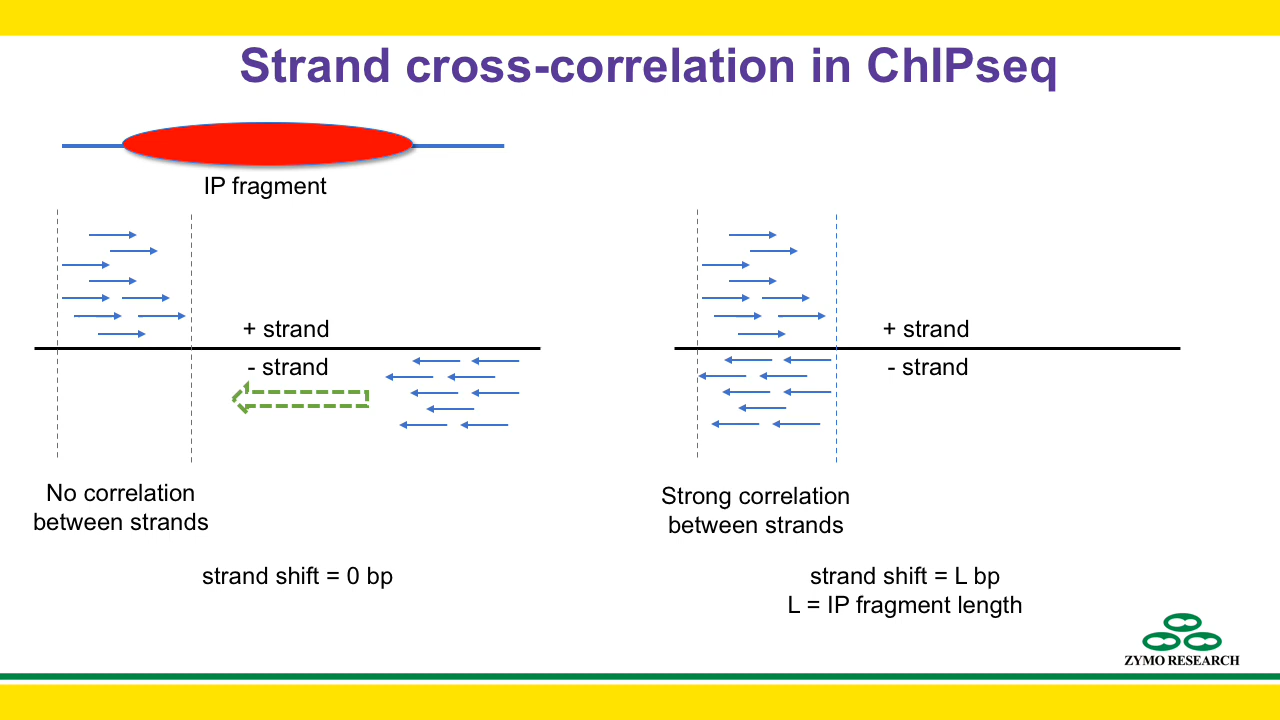 Strand cross-correlation in ChIPseq
IP fragment
+ strand
- strand
No correlation
between strands
strand shift = 0 bp
+ strand
- strand
Strong correlation
between strands
strand shift = L bp
L = IP fragment length
ZYMO RESEARCH